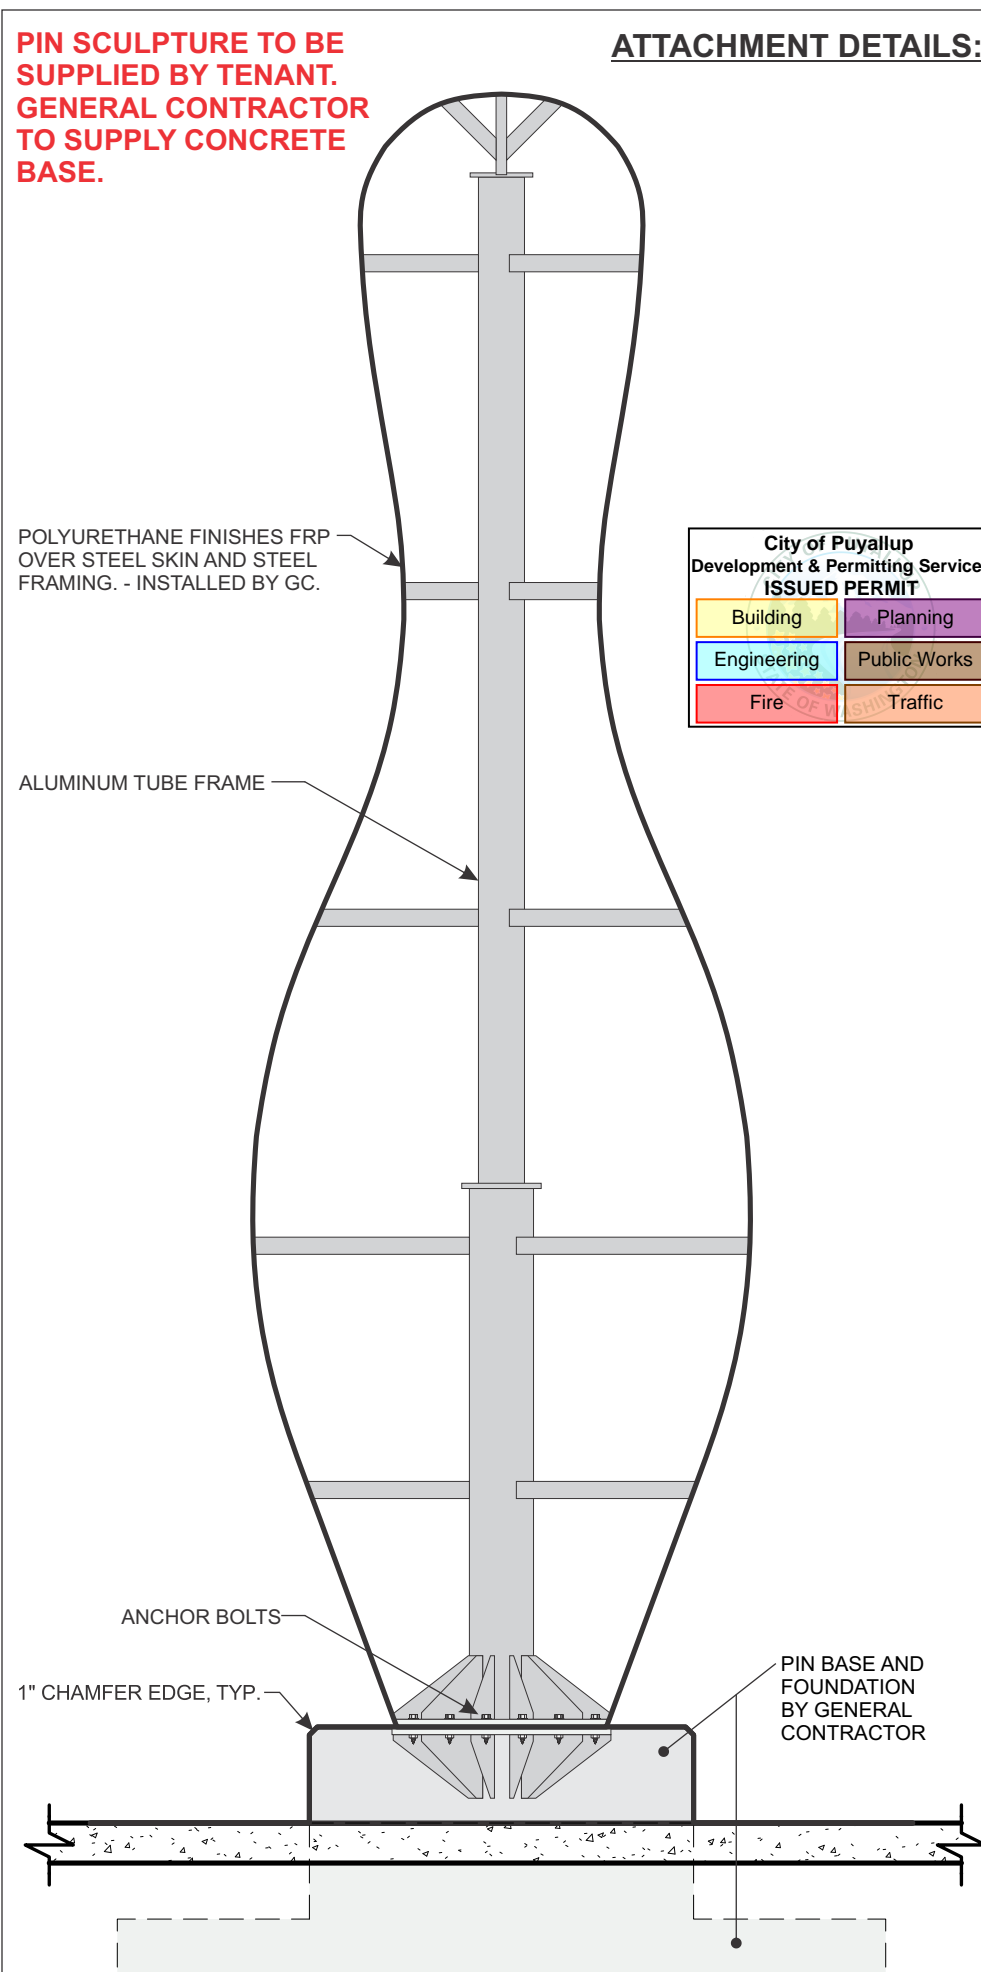 PIN SCULPTURE TO BE
SUPPLIED BY TENANT.
GENERAL CONTRACTOR
TO SUPPLY CONCRETE
BASE.
ATTACHMENT DETAILS:
POLYURETHANE FINISHES FRP
OVER STEEL SKIN AND STEEL
FRAMING. - INSTALLED BY GC.
City of Puyallup
Development & Permitting Service
ISSUED PERMIT
Building
Planning
Engineering
Public Works
Fire
Traffic
OF WASHINGTON
ALUMINUM TUBE FRAME
ANCHOR BOLTS
1" CHAMFER EDGE, TYP.
PIN BASE AND
FOUNDATION
BY GENERAL
CONTRACTOR